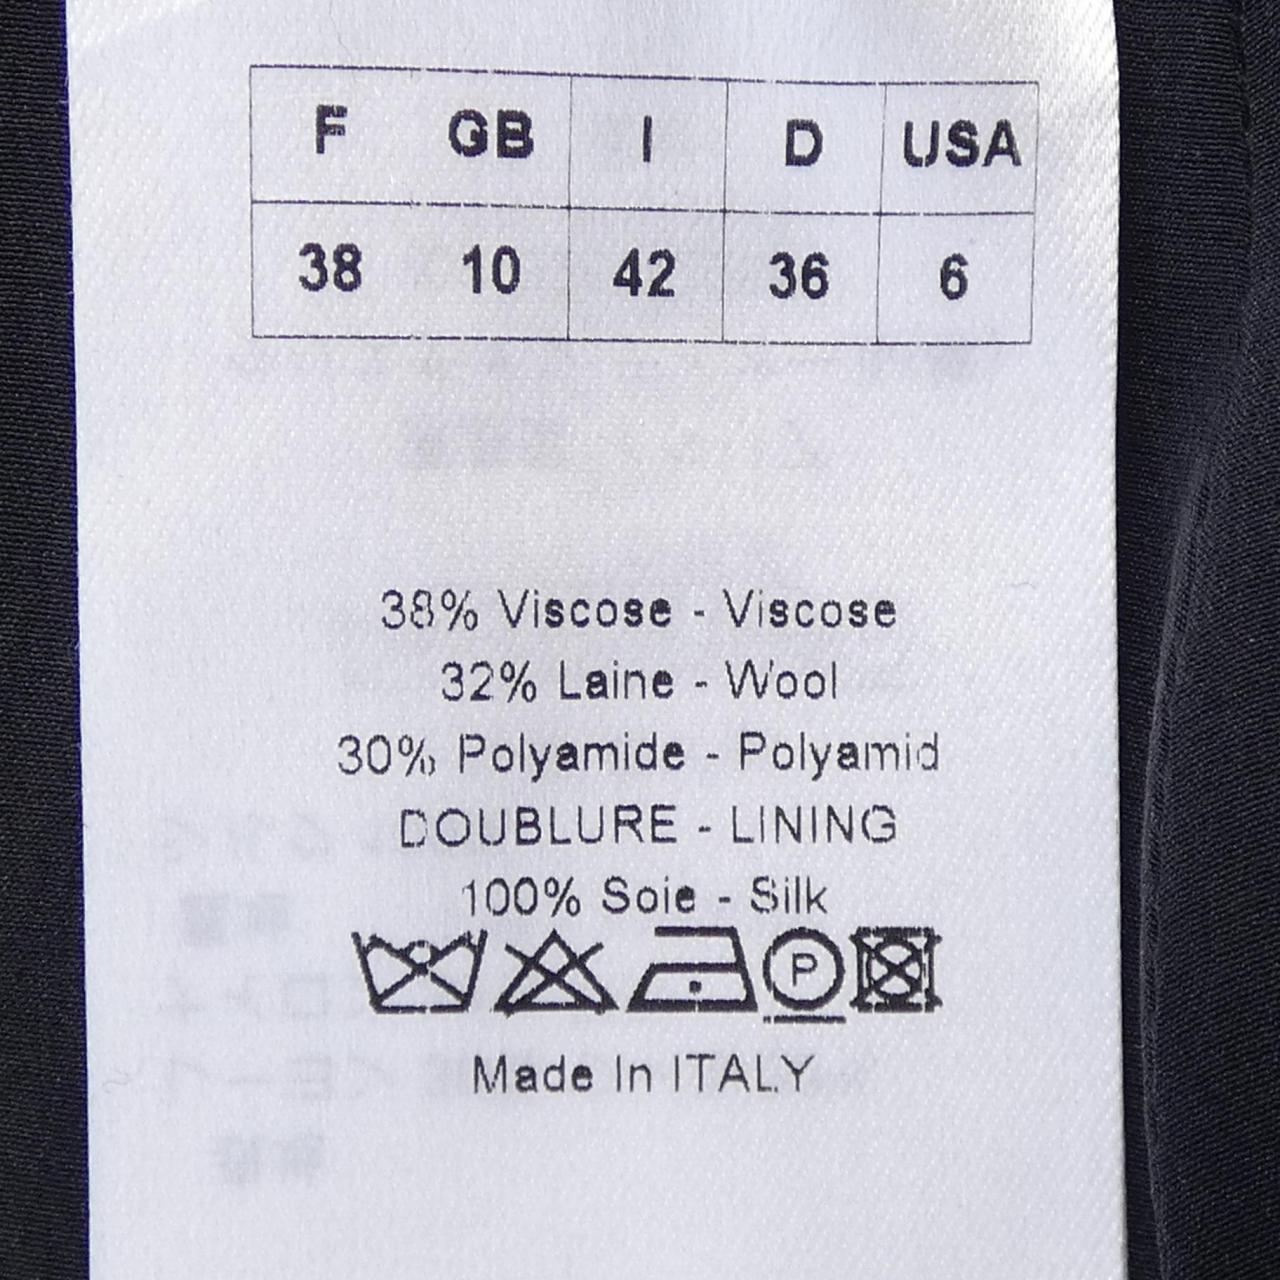 F GB I D USA
38 10 42 36 6
38% Viscose - Viscose
32% Laine - Wool
30% Polyamide - Polyamid
DOUBLURE - LINING
100% Soie - Silk
P
Made In ITALY